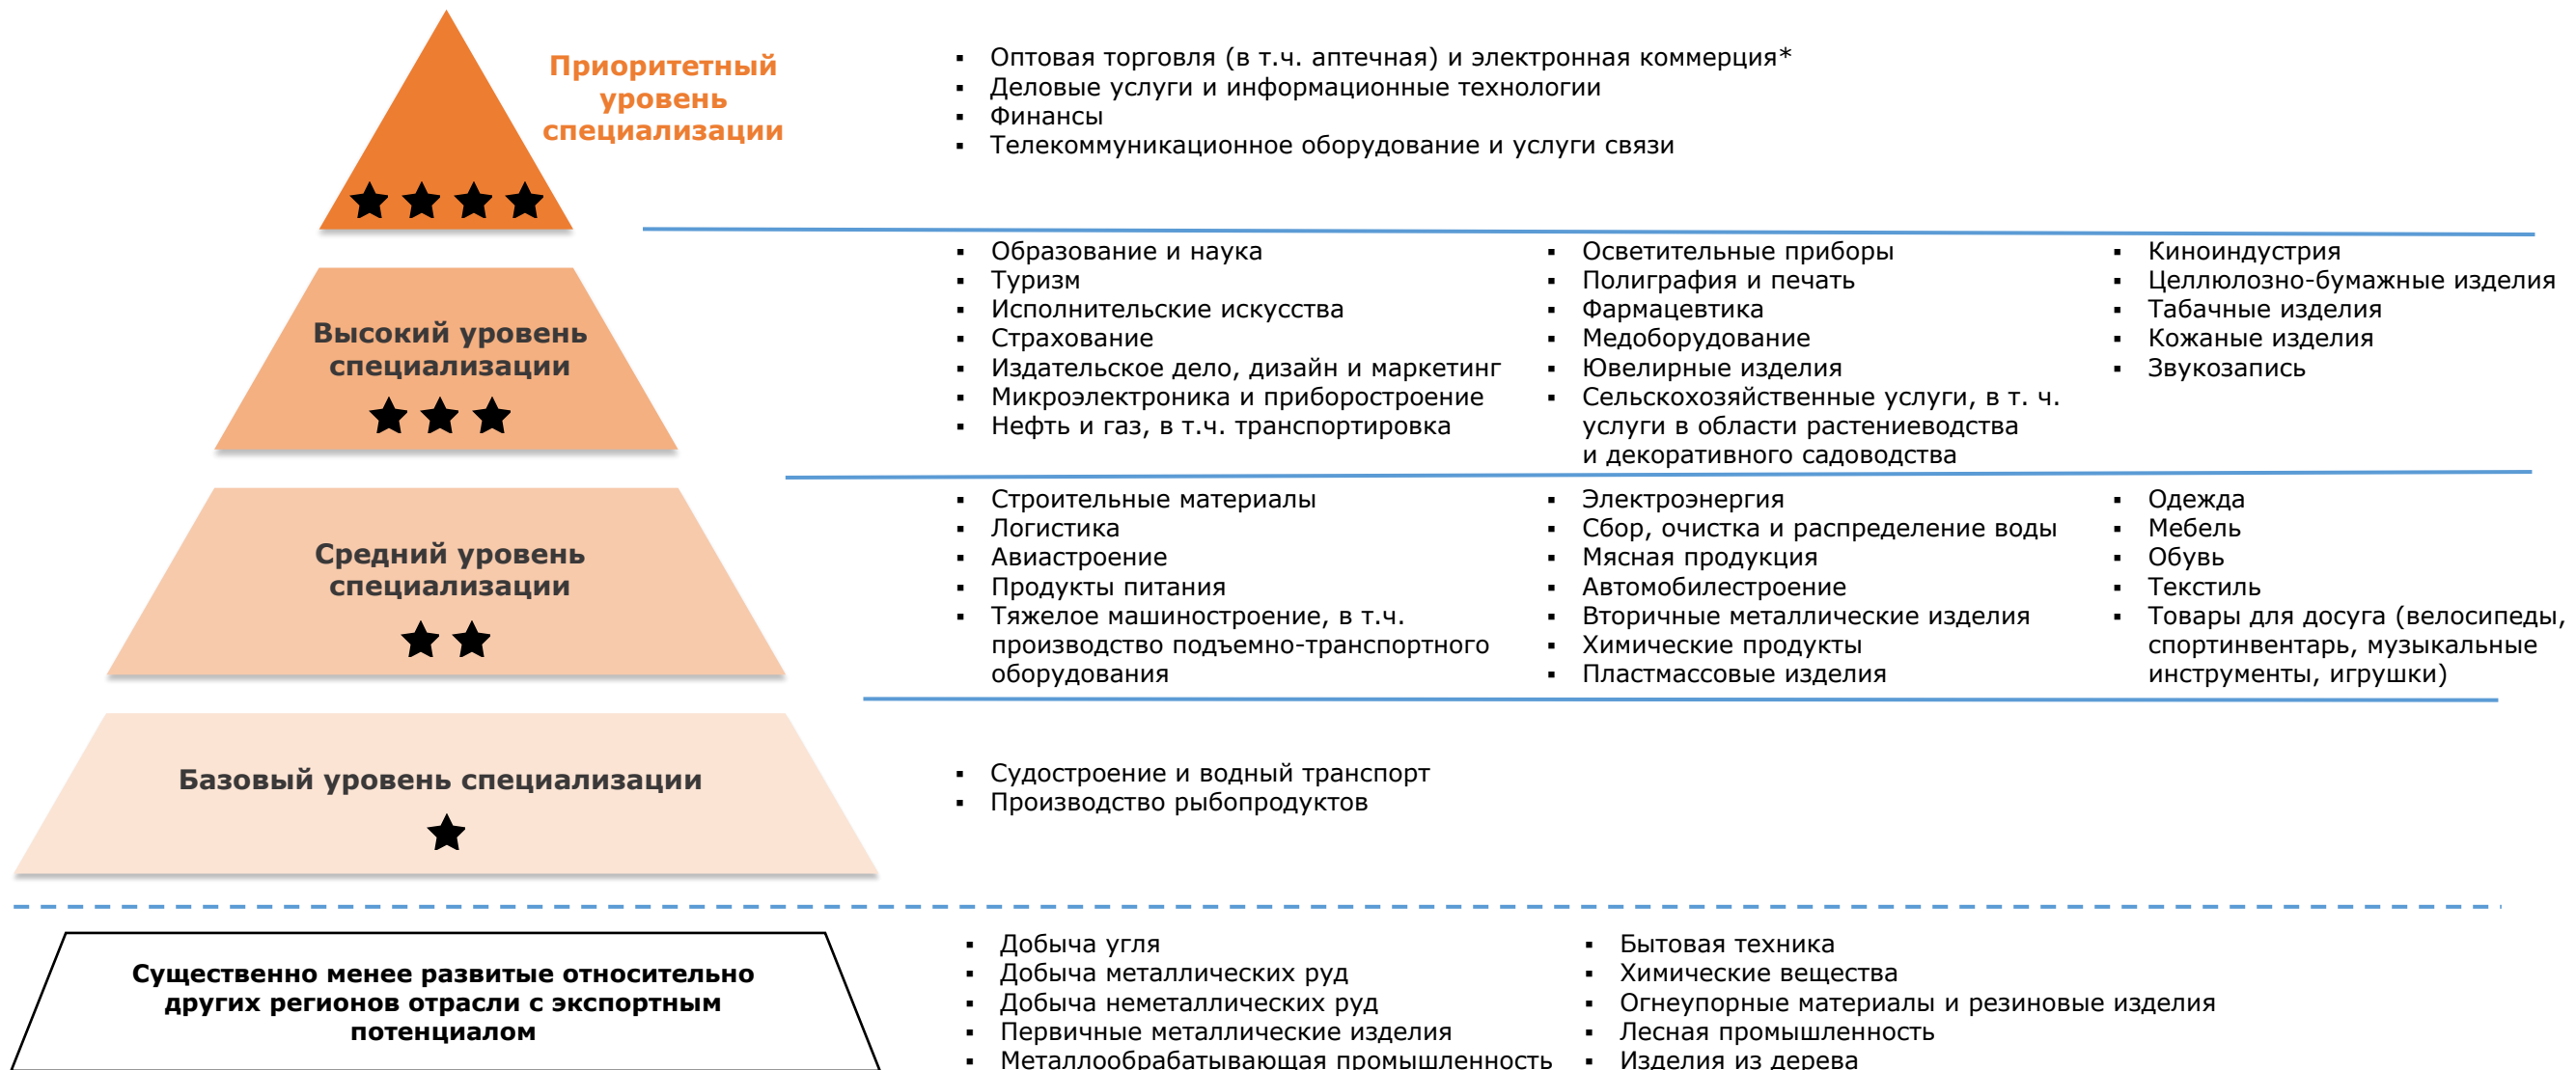 Приоритетный
уровень
специализации
▪ Оптовая торговля (в т.ч. аптечная) и электронная коммерция*
▪ Деловые услуги и информационные технологии
▪ Финансы
▪ Телекоммуникационное оборудование и услуги связи
Высокий уровень
специализации
▪ Образование и наука
▪ Туризм
▪ Исполнительские искусства
▪ Страхование
▪ Издательское дело, дизайн и маркетинг
▪ Микроэлектроника и приборостроение
▪ Нефть и газ, в т.ч. транспортировка
▪ Осветительные приборы
▪ Полиграфия и печать
▪ Фармацевтика
▪ Медоборудование
▪ Ювелирные изделия
▪ Сельскохозяйственные услуги, в т. ч.
услуги в области растениеводства
и декоративного садоводства
▪ Киноиндустрия
▪ Целлюлозно-бумажные изделия
▪ Табачные изделия
▪ Кожаные изделия
▪ Звукозапись
Средний уровень
специализации
▪ Строительные материалы
▪ Логистика
▪ Авиастроение
▪ Продукты питания
▪ Тяжелое машиностроение, в т.ч.
производство подъемно-транспортного
оборудования
▪ Электроэнергия
▪ Сбор, очистка и распределение воды
▪ Мясная продукция
▪ Автомобилестроение
▪ Вторичные металлические изделия
▪ Химические продукты
▪ Пластмассовые изделия
▪ Одежда
▪ Мебель
▪ Обувь
▪ Текстиль
▪ Товары для досуга (велосипеды,
спортинвентарь, музыкальные
инструменты, игрушки)
Базовый уровень специализации
▪ Судостроение и водный транспорт
▪ Производство рыбопродуктов
Существенно менее развитые относительно
других регионов отрасли с экспортным
потенциалом
▪ Добыча угля
▪ Добыча металлических руд
▪ Добыча неметаллических руд
▪ Первичные металлические изделия
▪ Металлообрабатывающая промышленность
▪ Бытовая техника
▪ Химические вещества
▪ Огнеупорные материалы и резиновые изделия
▪ Лесная промышленность
▪ Изделия из дерева